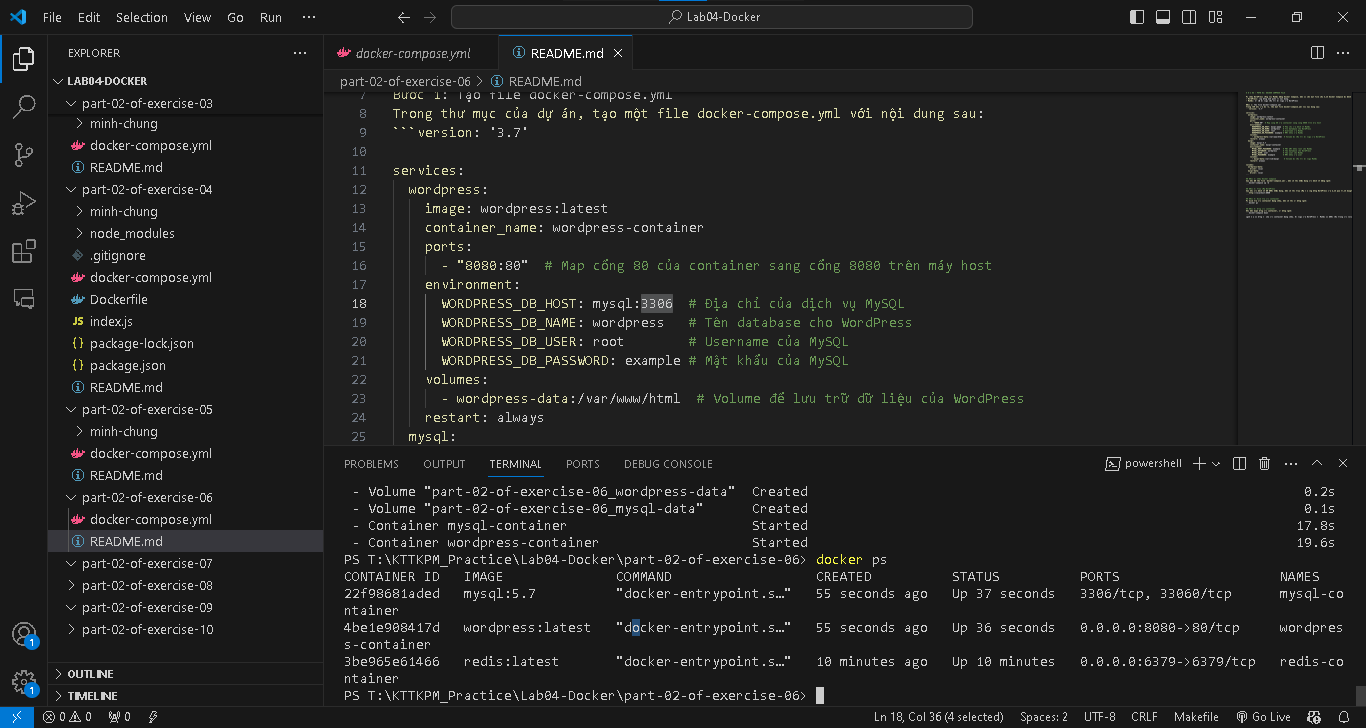 File Edit Selection View Go Run ···
Lab04-Docker
EXPLORER ···
LAB04-DOCKER
part-02-of-exercise-03
minh-chung
docker-compose.yml
README.md
part-02-of-exercise-04
minh-chung
node_modules
.gitignore
docker-compose.yml
Dockerfile
JS index.js
{} package-lock.json
{} package.json
README.md
part-02-of-exercise-05
minh-chung
docker-compose.yml
README.md
part-02-of-exercise-06
docker-compose.yml
README.md
part-02-of-exercise-07
part-02-of-exercise-08
part-02-of-exercise-09
part-02-of-exercise-10
OUTLINE
TIMELINE
1
1
docker-compose.yml README.md
part-02-of-exercise-06 > README.md
7 Bước 1: Tạo file docker-compose.yml
8 Trong thư mục của dự án, tạo một file docker-compose.yml với nội dung sau:
9 ```version: '3.7'
10
11 services:
12 wordpress:
13 image: wordpress:latest
14 container_name: wordpress-container
15 ports:
16 - "8080:80" # Map cổng 80 của container sang cổng 8080 trên máy host
17 environment:
18 WORDPRESS_DB_HOST: mysql:3306 # Địa chỉ của dịch vụ MySQL
19 WORDPRESS_DB_NAME: wordpress # Tên database cho WordPress
20 WORDPRESS_DB_USER: root # Username của MySQL
21 WORDPRESS_DB_PASSWORD: example # Mật khẩu của MySQL
22 volumes:
23 - wordpress-data:/var/www/html # Volume để lưu trữ dữ liệu của WordPress
24 restart: always
25 mysql:
PROBLEMS OUTPUT TERMINAL PORTS DEBUG CONSOLE powershell
- Volume "part-02-of-exercise-06_wordpress-data" Created 0.2s
- Volume "part-02-of-exercise-06_mysql-data" Created 0.1s
- Container mysql-container Started 17.8s
- Container wordpress-container Started 19.6s
PS T:\KTTKPM_Practice\Lab04-Docker\part-02-of-exercise-06> docker ps
CONTAINER ID IMAGE COMMAND CREATED STATUS PORTS NAMES
22f98681aded mysql:5.7 "docker-entrypoint.s…" 55 seconds ago Up 37 seconds 3306/tcp, 33060/tcp mysql-co
ntainer
4be1e908417d wordpress:latest "docker-entrypoint.s…" 55 seconds ago Up 36 seconds 0.0.0.0:8080->80/tcp wordpres
s-container
3be965e61466 redis:latest "docker-entrypoint.s…" 10 minutes ago Up 10 minutes 0.0.0.0:6379->6379/tcp redis-co
ntainer
PS T:\KTTKPM_Practice\Lab04-Docker\part-02-of-exercise-06>
0 0 0 Ln 18, Col 36 (4 selected) Spaces: 2 UTF-8 CRLF Makefile Go Live